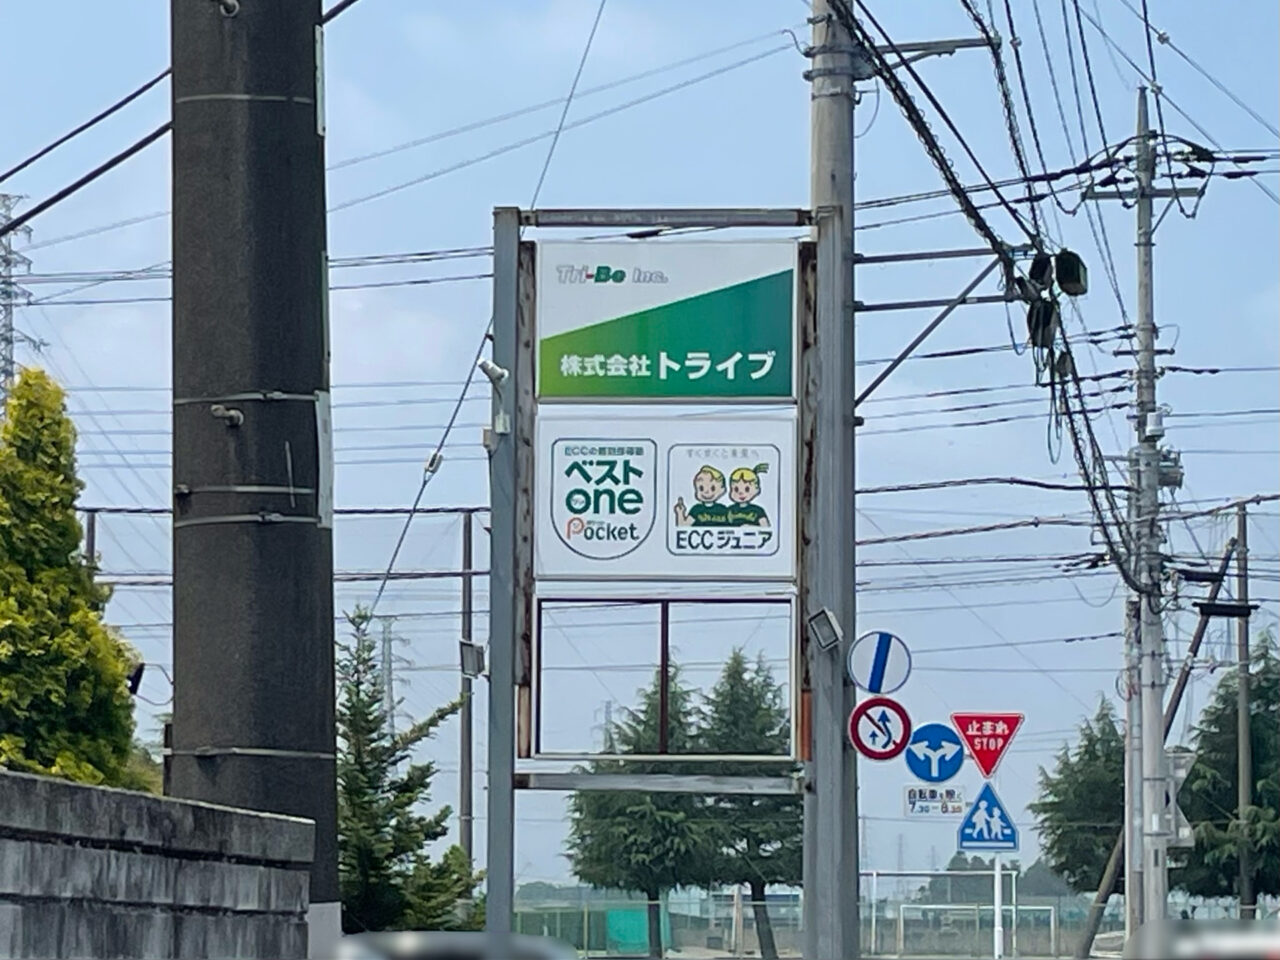 Tri-Be Inc.
株式会社トライブ
ECCの個別指導塾
ベスト
one
Pocket
すくすくと未来へ
ECCジュニア
止まれ
STOP
自転車を除く
7.30-8.30